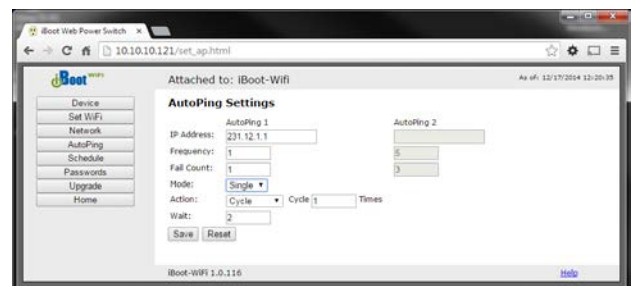 iBoot Web Power Switch
10.10.10.121/set_ap.html
iBoot WiFi
Attached to: iBoot-Wifi
As of: 12/17/2014 12:20:35
Device
Set WiFi
Network
AutoPing
Schedule
Passwords
Upgrade
Home
AutoPing Settings
AutoPing 1 AutoPing 2
IP Address: 231.12.1.1
Frequency: 1 5
Fail Count: 1 3
Mode: Single
Action: Cycle Cycle 1 Times
Wait: 2
Save Reset
iBoot-WiFi 1.0.116 Help